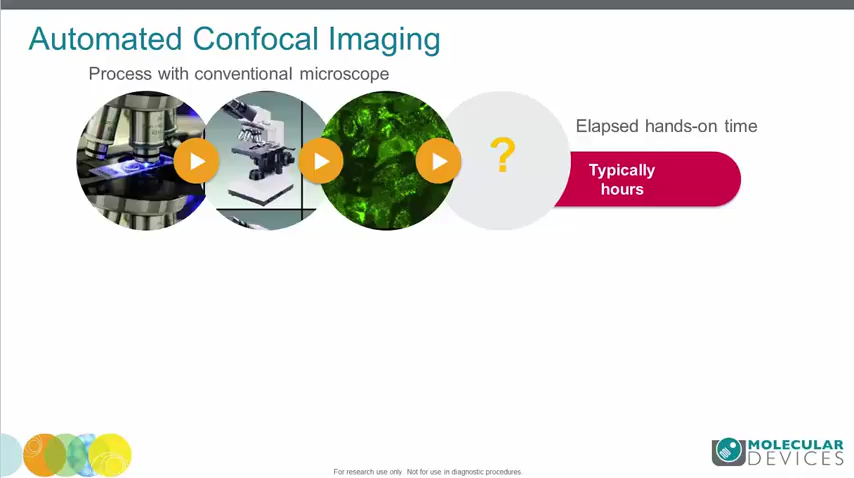 Automated Confocal Imaging
Process with conventional microscope
?
Elapsed hands-on time
Typically
hours
For research use only. Not for use in diagnostic procedures.
MOLECULAR
DEVICES